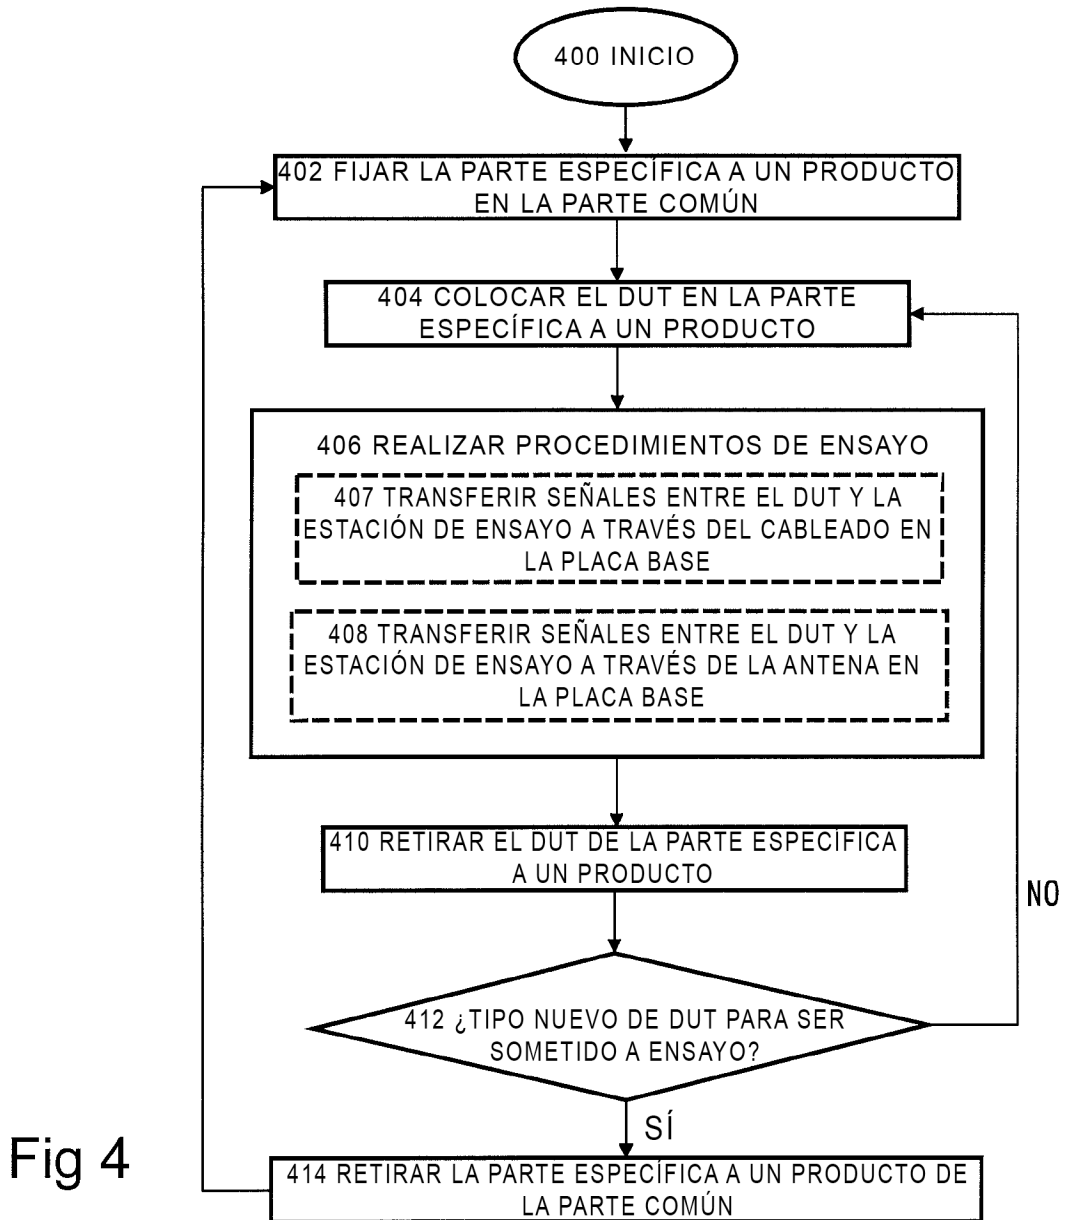 400 INICIO
402 FIJAR LA PARTE ESPECÍFICA A UN PRODUCTO
EN LA PARTE COMÚN
404 COLOCAR EL DUT EN LA PARTE
ESPECÍFICA A UN PRODUCTO
406 REALIZAR PROCEDIMIENTOS DE ENSAYO
407 TRANSFERIR SEÑALES ENTRE EL DUT Y LA
ESTACIÓN DE ENSAYO A TRAVÉS DEL CABLEADO EN
LA PLACA BASE
408 TRANSFERIR SEÑALES ENTRE EL DUT Y LA
ESTACIÓN DE ENSAYO A TRAVÉS DE LA ANTENA EN
LA PLACA BASE
410 RETIRAR EL DUT DE LA PARTE ESPECÍFICA
A UN PRODUCTO
NO
412 ¿TIPO NUEVO DE DUT PARA SER
SOMETIDO A ENSAYO?
SÍ
414 RETIRAR LA PARTE ESPECÍFICA A UN PRODUCTO DE
LA PARTE COMÚN
Fig 4